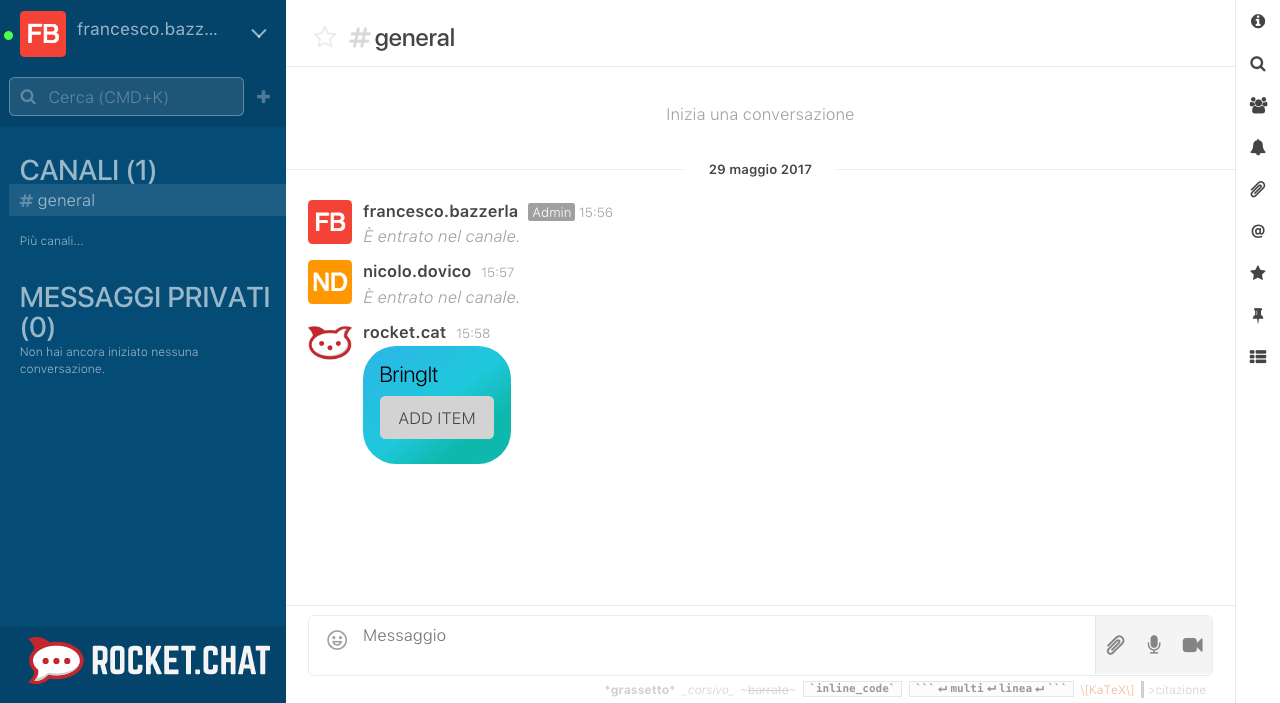 FB francesco.bazz...
Cerca (CMD+K)
CANALI (1)
# general
Più canali...
MESSAGGI PRIVATI
(0)
Non hai ancora iniziato nessuna
conversazione.
ROCKET.CHAT
#general
Inizia una conversazione
29 maggio 2017
FB francesco.bazzerla Admin 15:56
È entrato nel canale.
ND nicolo.dovico 15:57
È entrato nel canale.
rocket.cat 15:58
BringIt
ADD ITEM
Messaggio
*grassetto* _corsivo_ ~barrato~ `inline_code` ```↵multi↵linea↵``` \[KaTeX\] >citazione
@